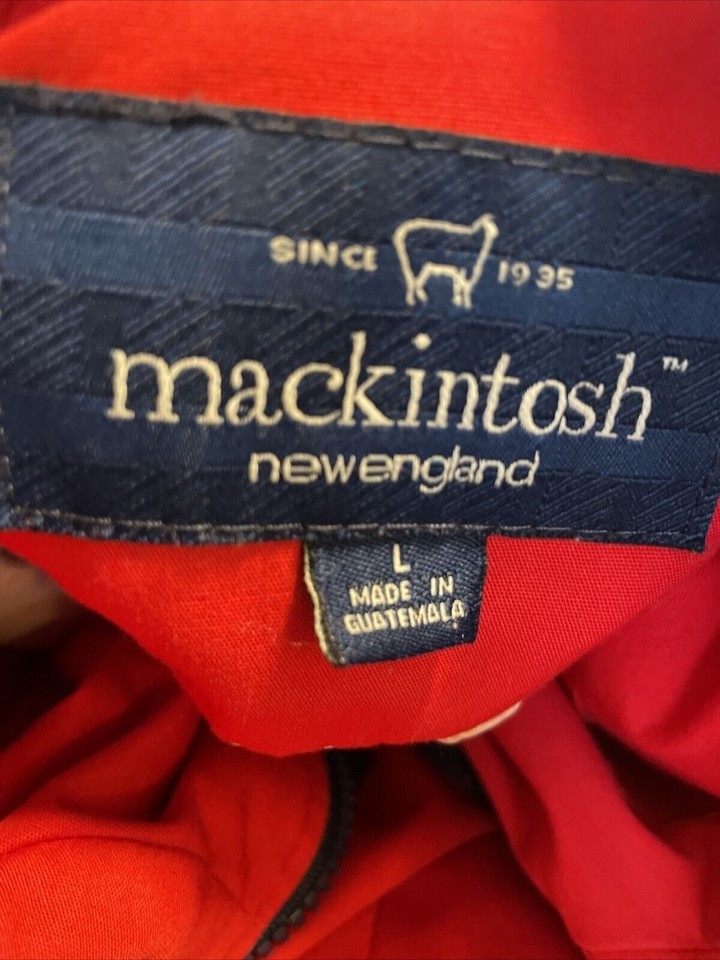 SINCE 1935
mackintosh™
newengland
L
MADE IN
GUATEMALA